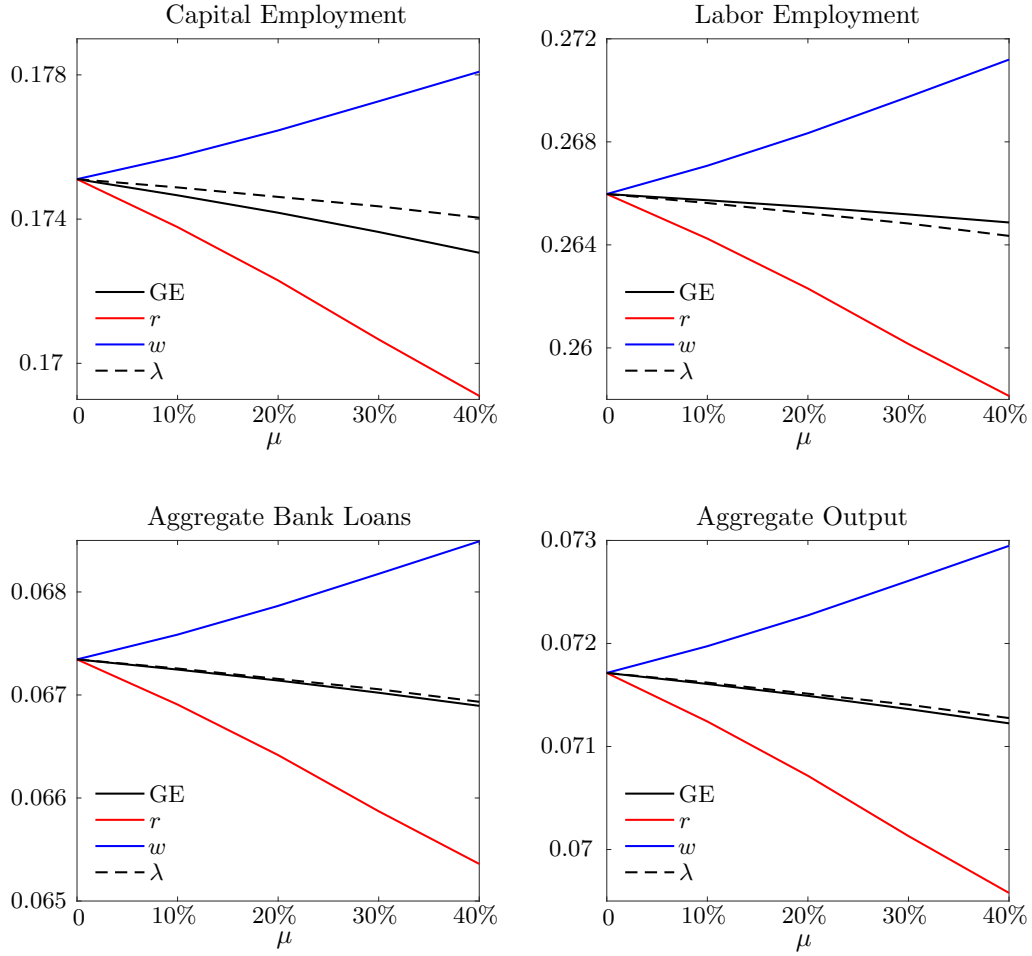 Capital Employment
0.178
0.174
0.17
GE
r
w
λ
0 10% 20% 30% 40%
μ
Labor Employment
0.272
0.268
0.264
0.26
GE
r
w
λ
0 10% 20% 30% 40%
μ
Aggregate Bank Loans
0.068
0.067
0.066
0.065
GE
r
w
λ
0 10% 20% 30% 40%
μ
Aggregate Output
0.073
0.072
0.071
0.07
GE
r
w
λ
0 10% 20% 30% 40%
μ